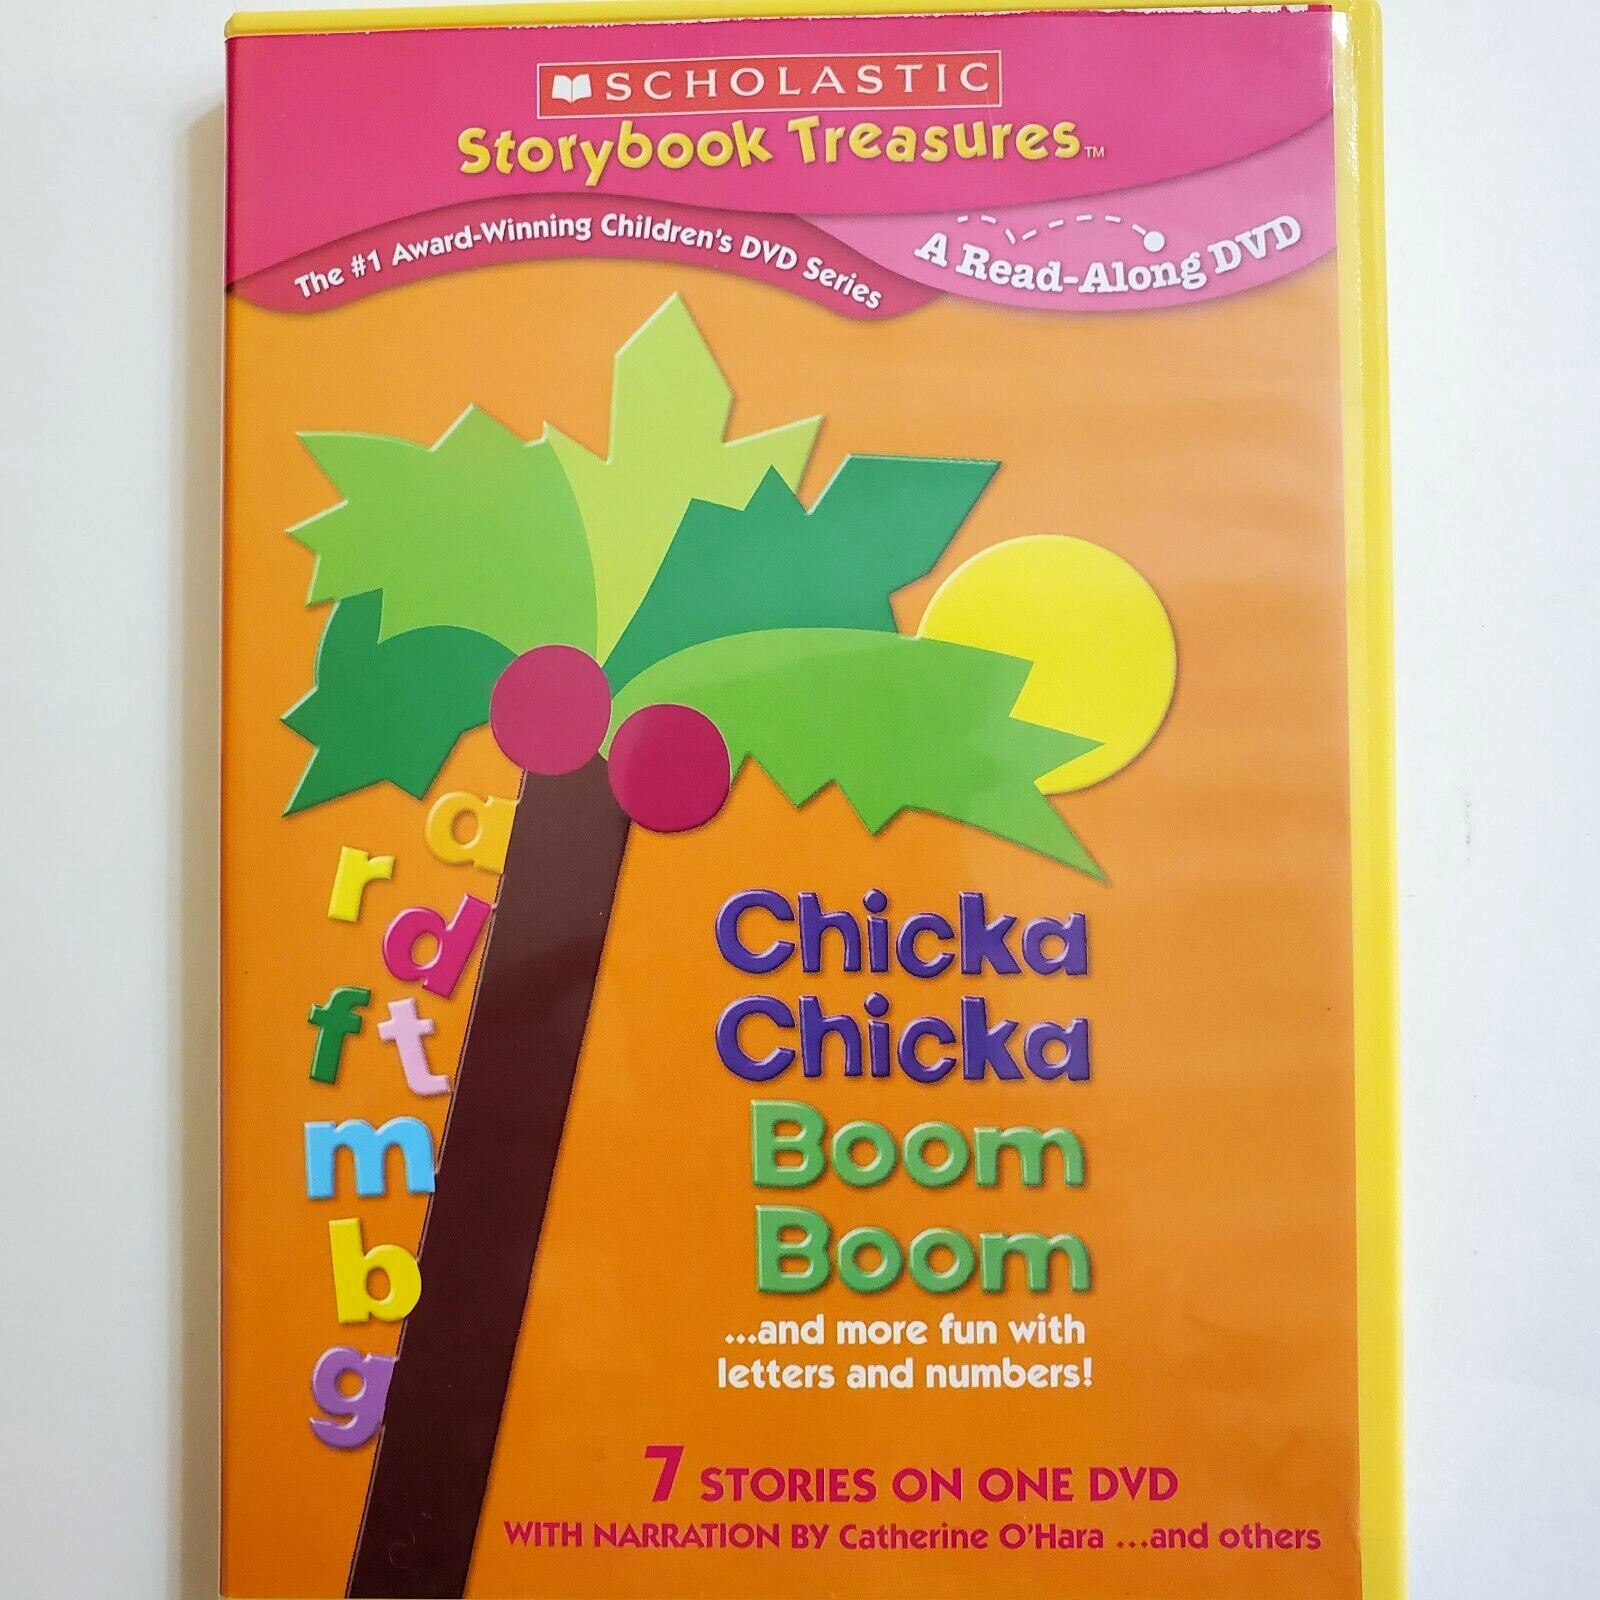 SCHOLASTIC
Storybook Treasures™
The #1 Award-Winning Children's DVD Series
A Read-Along DVD
a
r
d
f
t
m
b
g
Chicka
Chicka
Boom
Boom
...and more fun with
letters and numbers!
7 STORIES ON ONE DVD
WITH NARRATION BY Catherine O'Hara ...and others